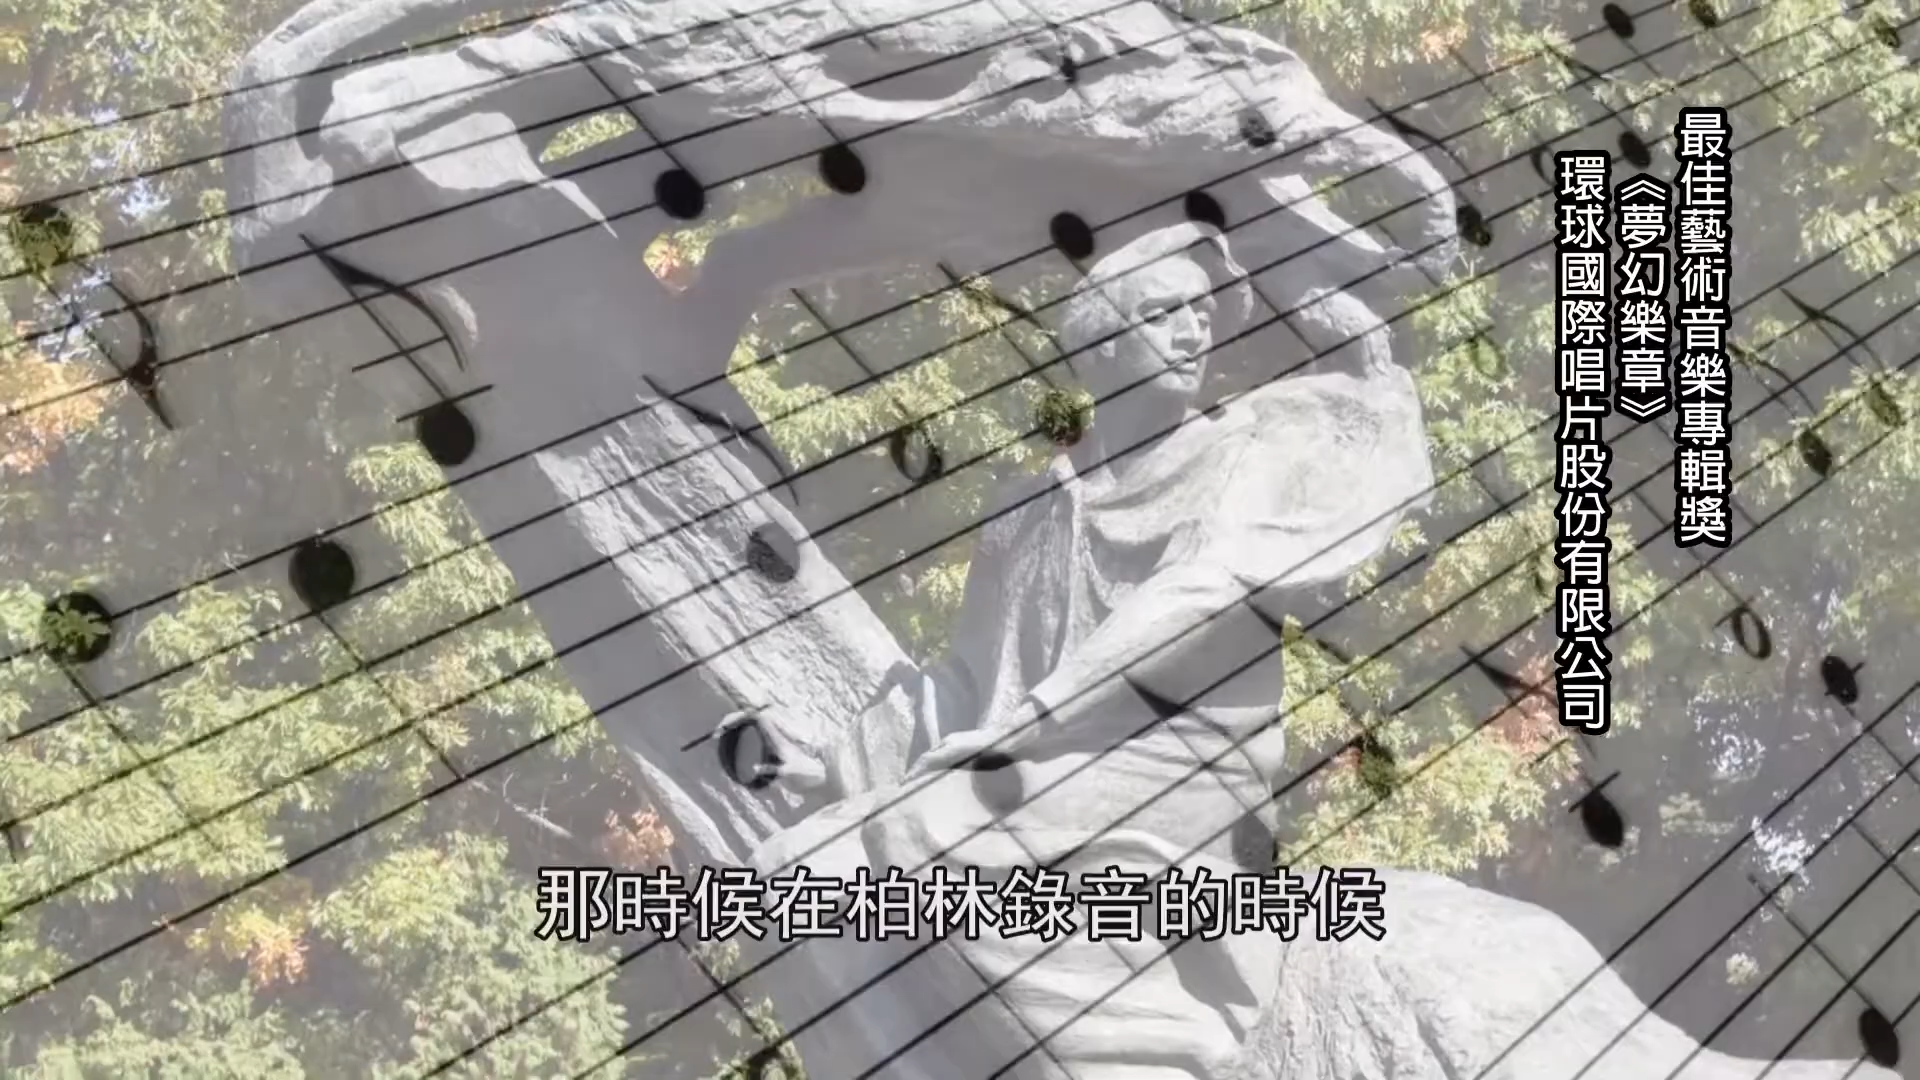 最佳藝術音樂專輯獎
《夢幻樂章》
環球國際唱片股份有限公司
那時候在柏林錄音的時候